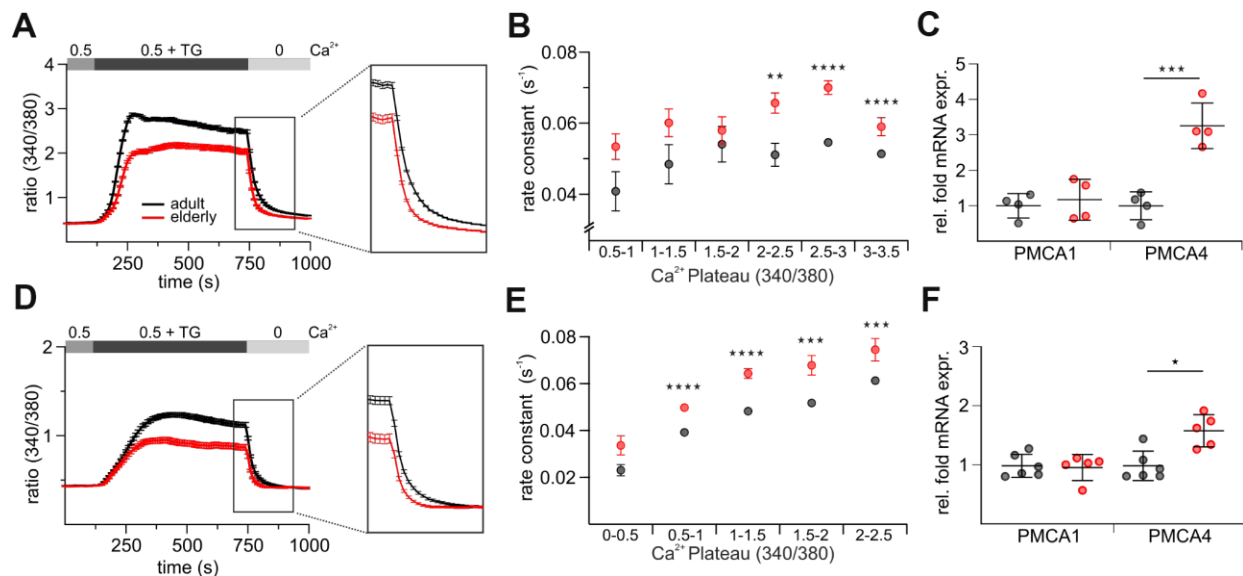 A
0.5 0.5 + TG 0 Ca²⁺
4
3
2
1
ratio (340/380)
adult
elderly
250 500 750 1000
time (s)
B
0.08
0.06
0.04
rate constant (s⁻¹)
★★ ★★★★ ★★★★
0.5-1 1-1.5 1.5-2 2-2.5 2.5-3 3-3.5
Ca²⁺ Plateau (340/380)
C
5
4
3
2
1
0
rel. fold mRNA expr.
★★★
PMCA1 PMCA4
D
0.5 0.5 + TG 0 Ca²⁺
2
1
ratio (340/380)
250 500 750 1000
time (s)
E
0.08
0.06
0.04
0.02
rate constant (s⁻¹)
★★★★ ★★★★ ★★★ ★★★
0-0.5 0.5-1 1-1.5 1.5-2 2-2.5
Ca²⁺ Plateau (340/380)
F
3
2
1
0
rel. fold mRNA expr.
★
PMCA1 PMCA4